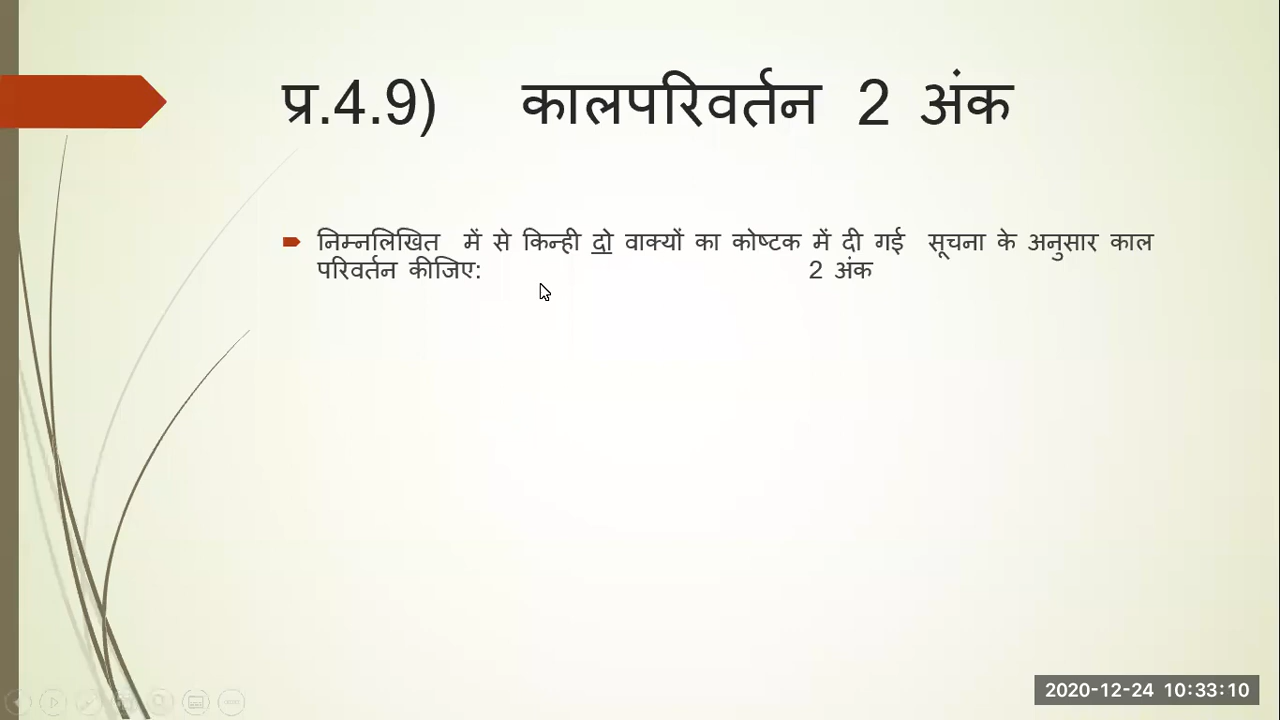 प्र.4.9) कालपरिवर्तन 2 अंक
निम्नलिखित में से किन्ही दो वाक्यों का कोष्टक में दी गई सूचना के अनुसार काल
परिवर्तन कीजिए: 2 अंक
2020-12-24 10:33:10